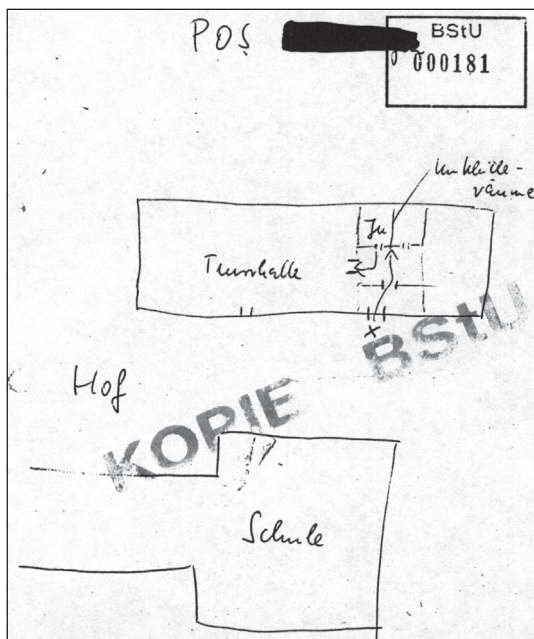 POS
BStU
000181
Umkleide-
räume
Ju
Turnhalle
x
Hof
KOPIE BStU
Schule